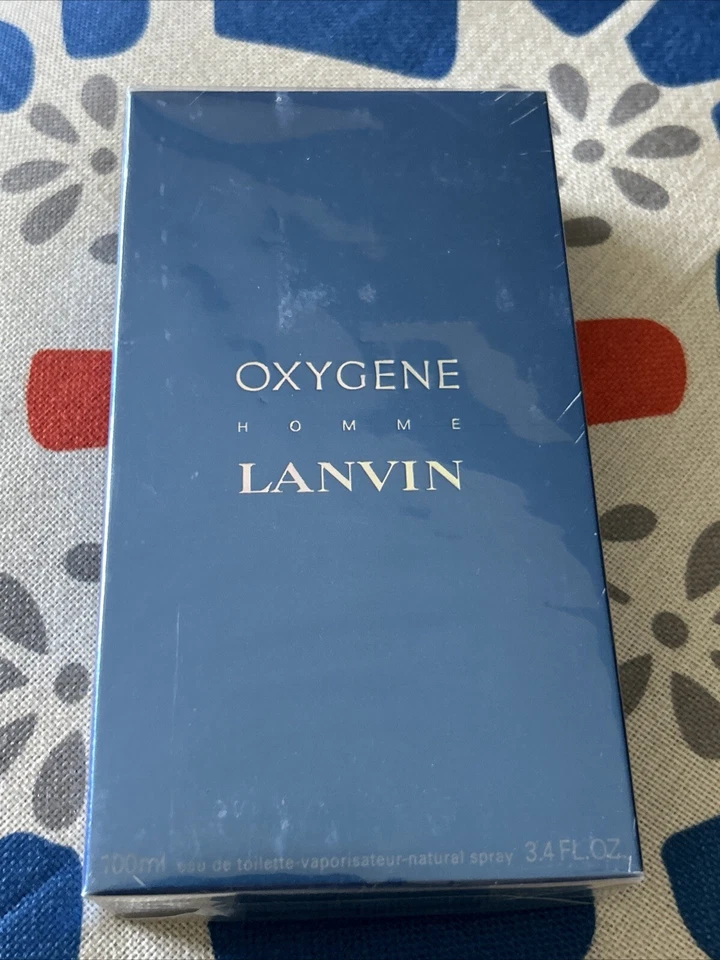 OXYGENE
HOMME
LANVIN
100ml eau de toilette-vaporisateur-natural spray 3.4 FL.OZ.